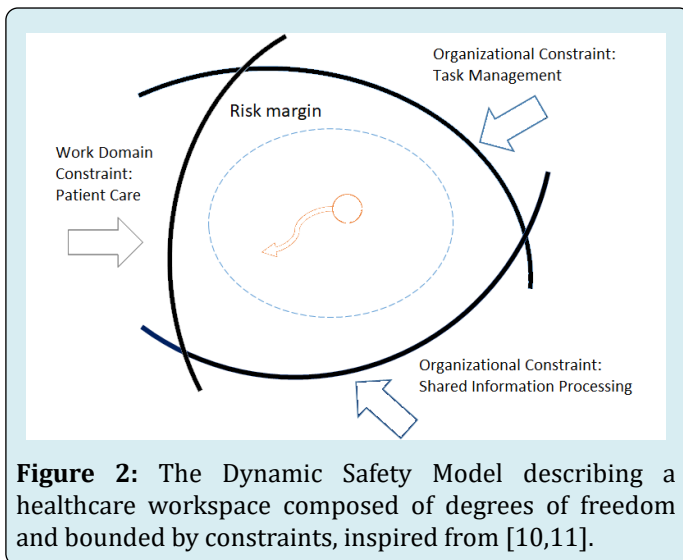 Organizational Constraint:
Task Management
Risk margin
Work Domain
Constraint:
Patient Care
Organizational Constraint:
Shared Information Processing
Figure 2: The Dynamic Safety Model describing a
healthcare workspace composed of degrees of freedom
and bounded by constraints, inspired from [10,11].